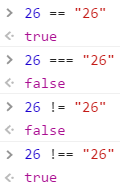 > 26 == "26"
< true
> 26 === "26"
< false
> 26 != "26"
< false
> 26 !== "26"
< true